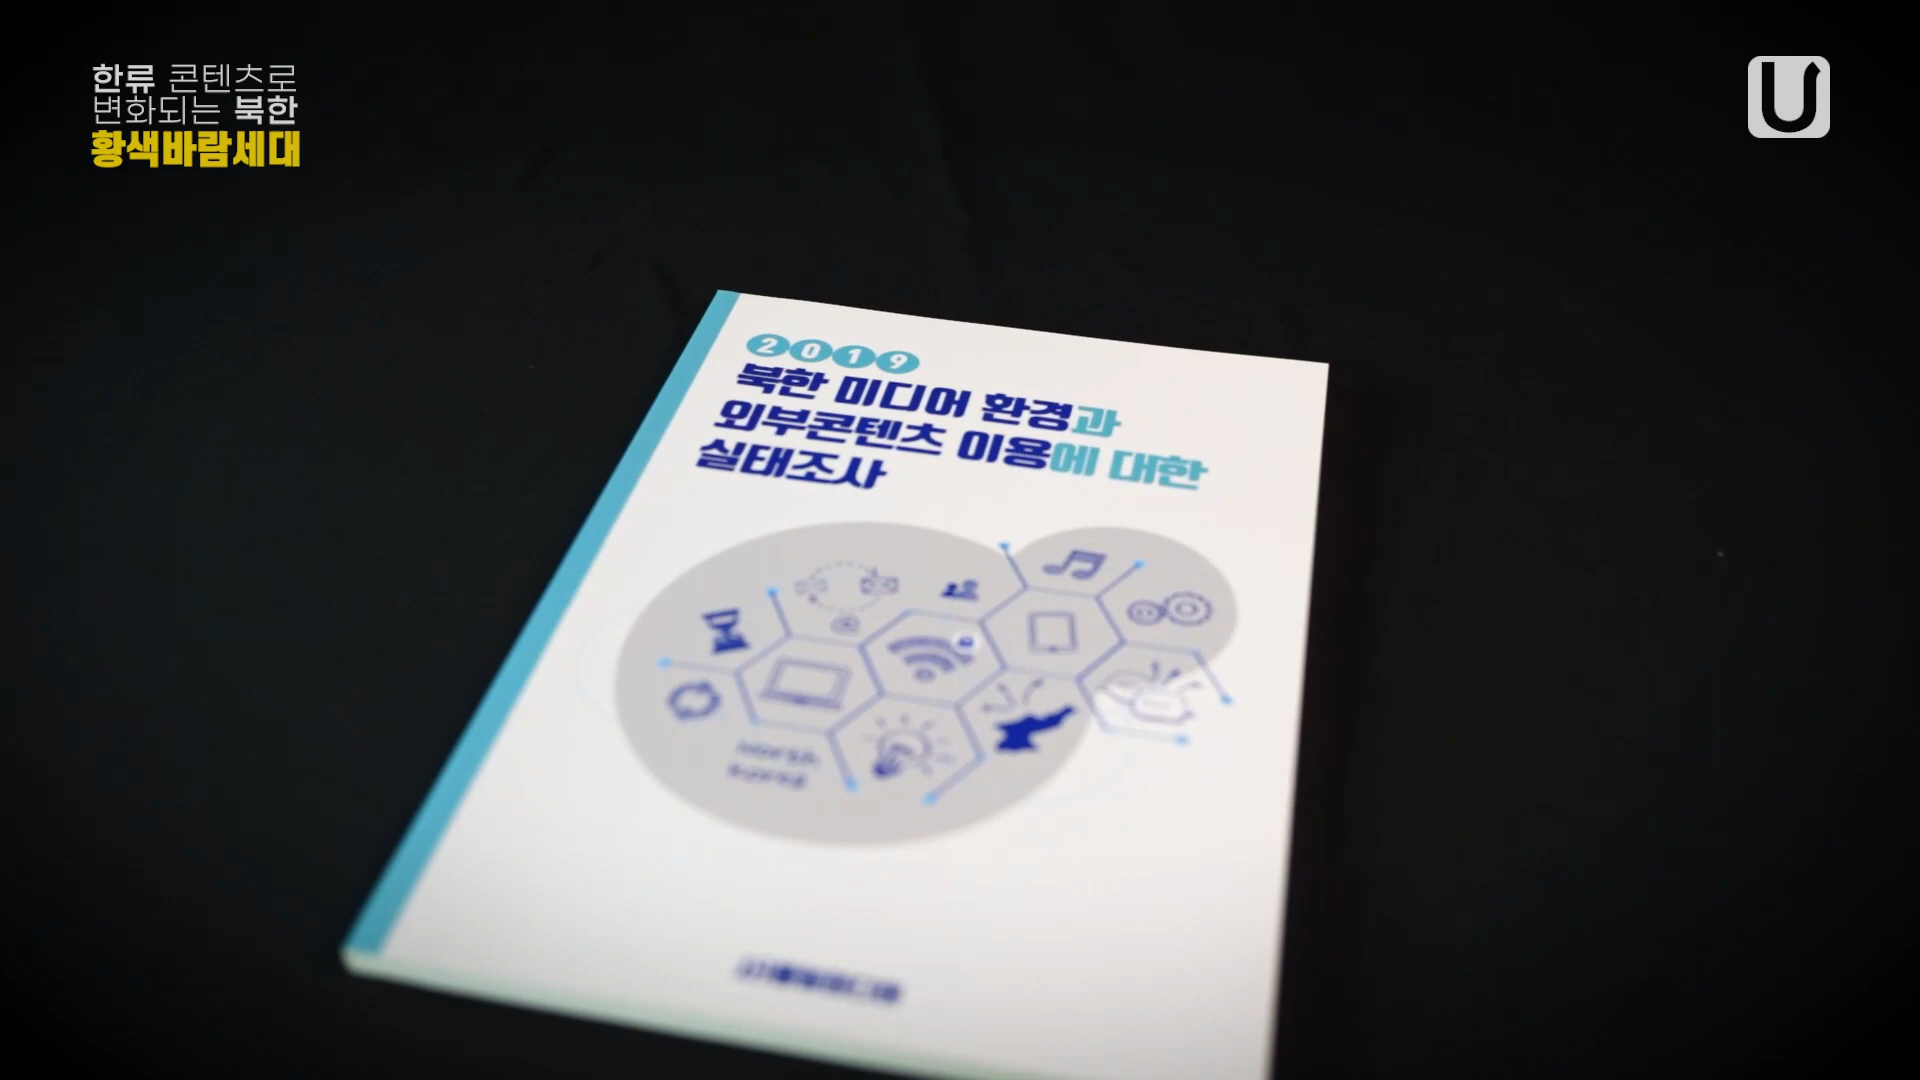 한류 콘텐츠로
변화되는 북한
황색바람세대
U
2019
북한 미디어 환경과
외부콘텐츠 이용에 대한
실태조사
North
Korea